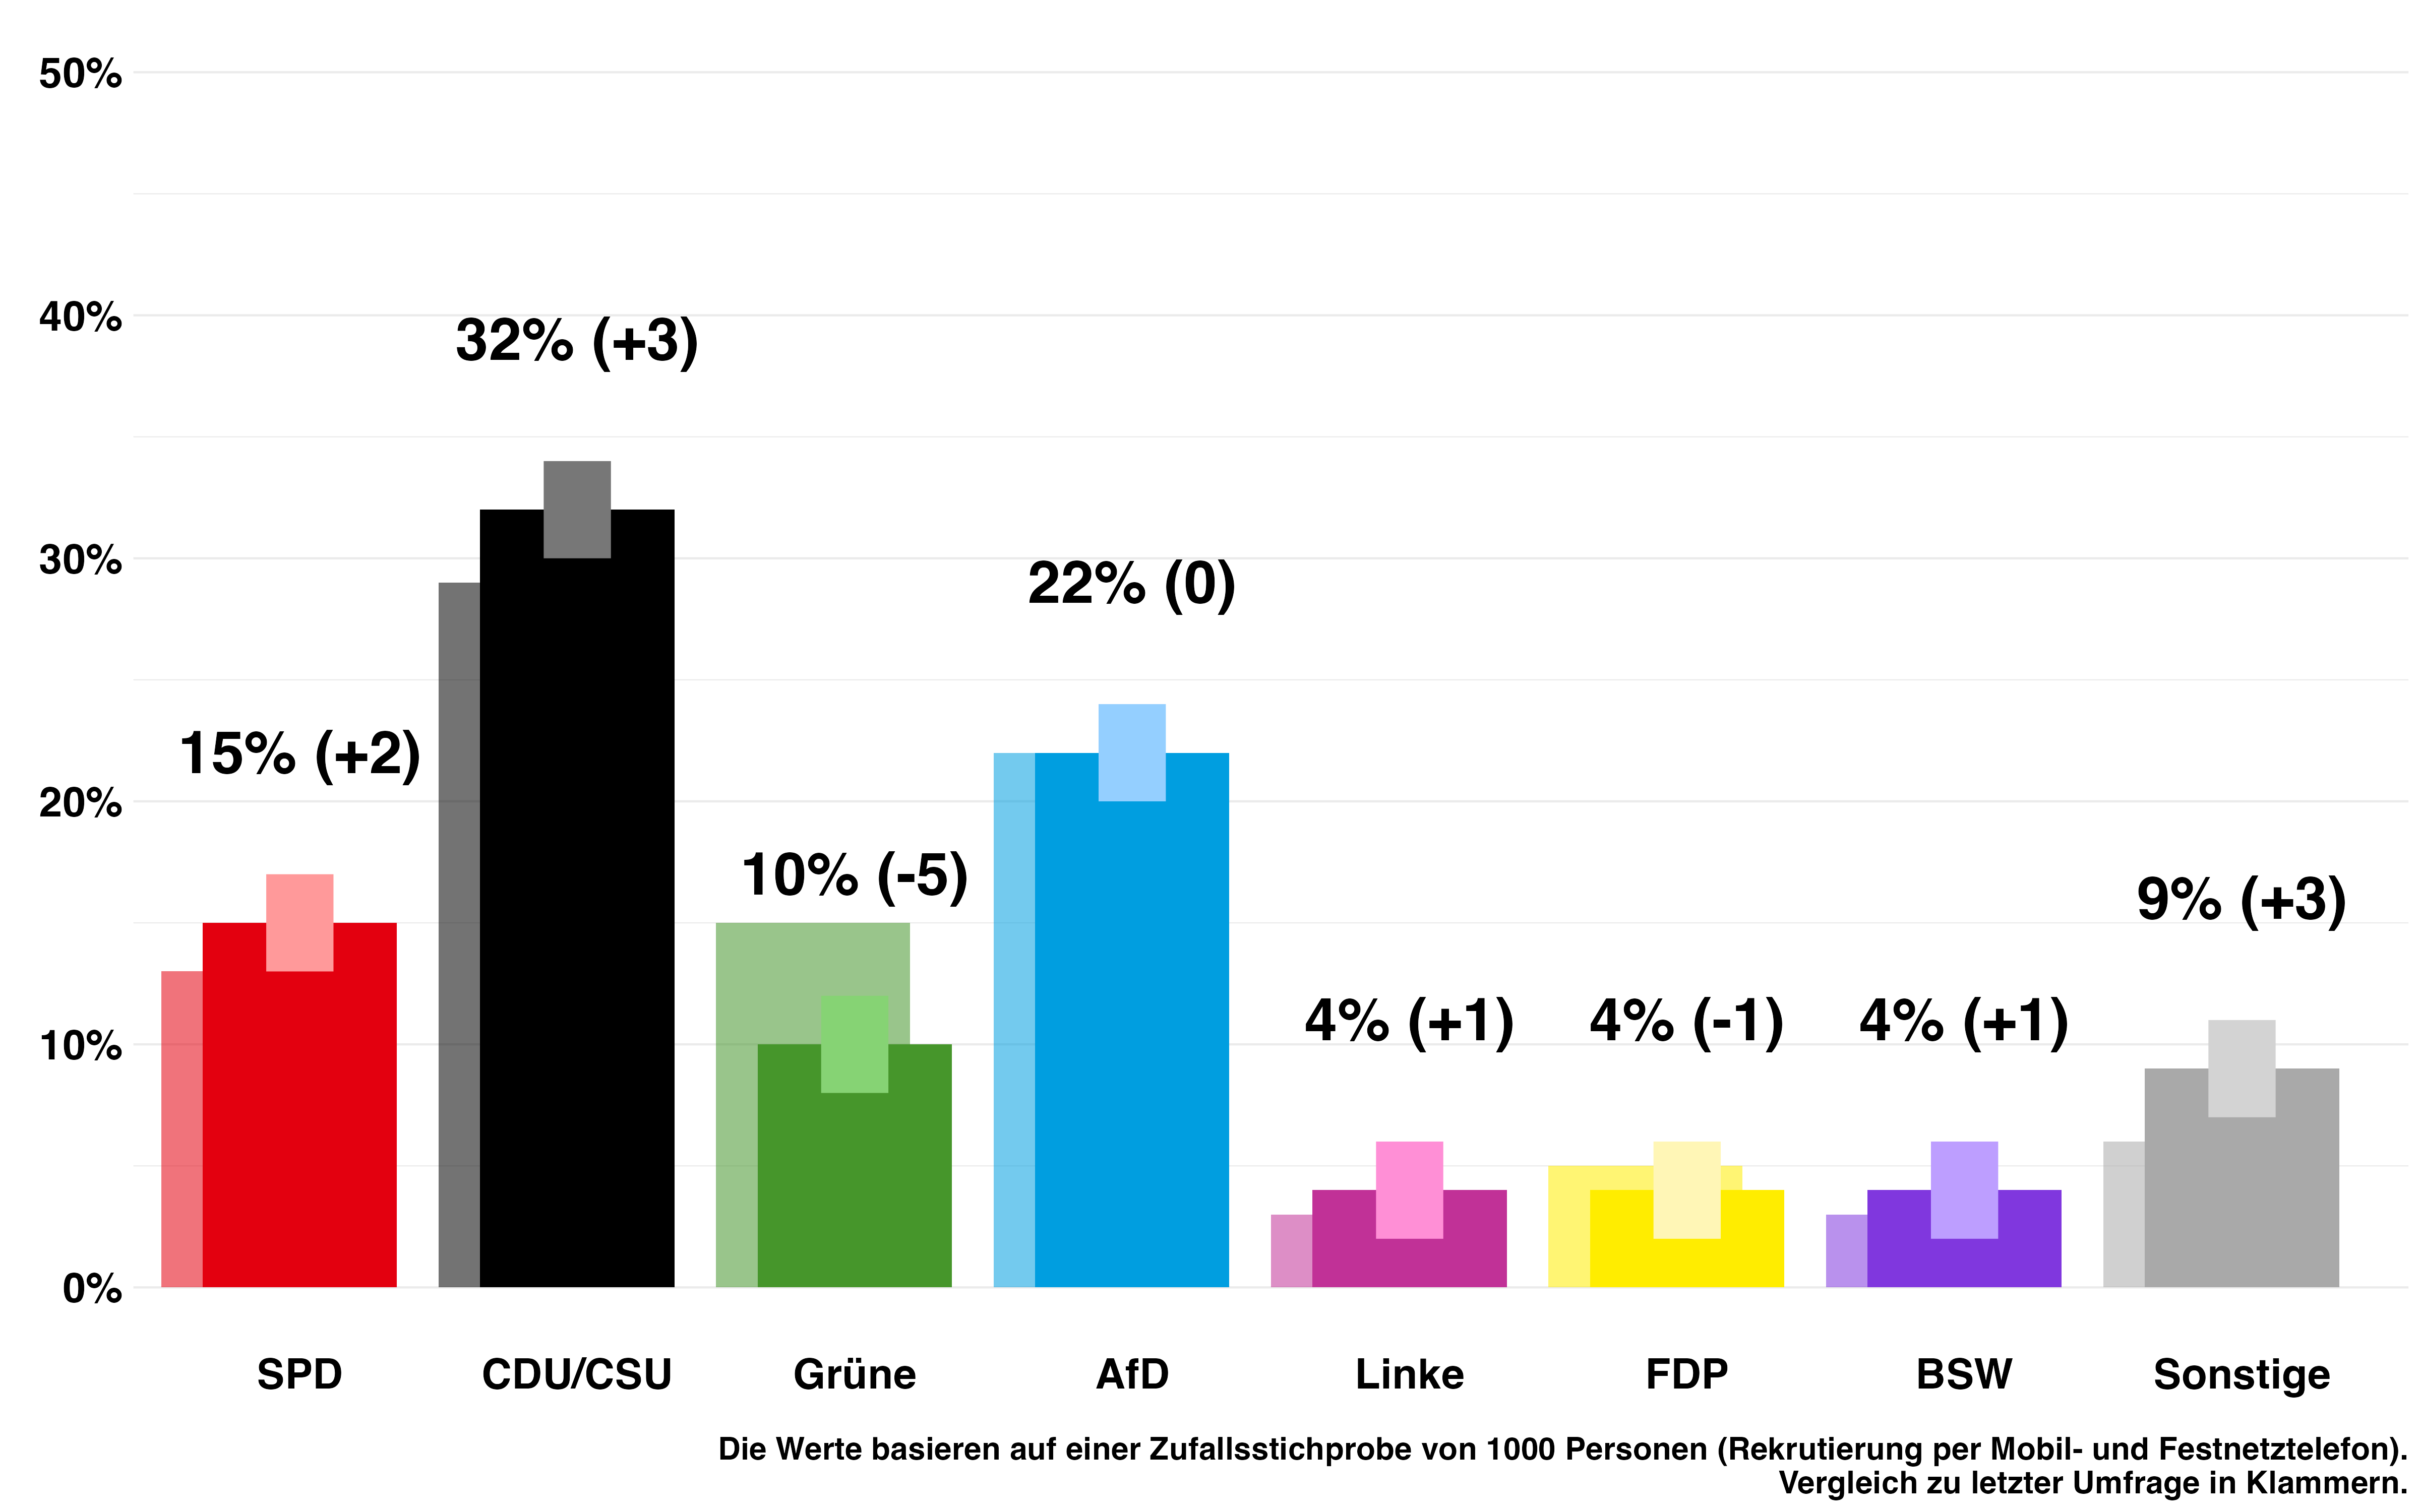 50%
40%
30%
20%
10%
0%
15% (+2)
32% (+3)
10% (-5)
22% (0)
4% (+1)
4% (-1)
4% (+1)
9% (+3)
SPD
CDU/CSU
Grüne
AfD
Linke
FDP
BSW
Sonstige
Die Werte basieren auf einer Zufallsstichprobe von 1000 Personen (Rekrutierung per Mobil- und Festnetztelefon).
Vergleich zu letzter Umfrage in Klammern.